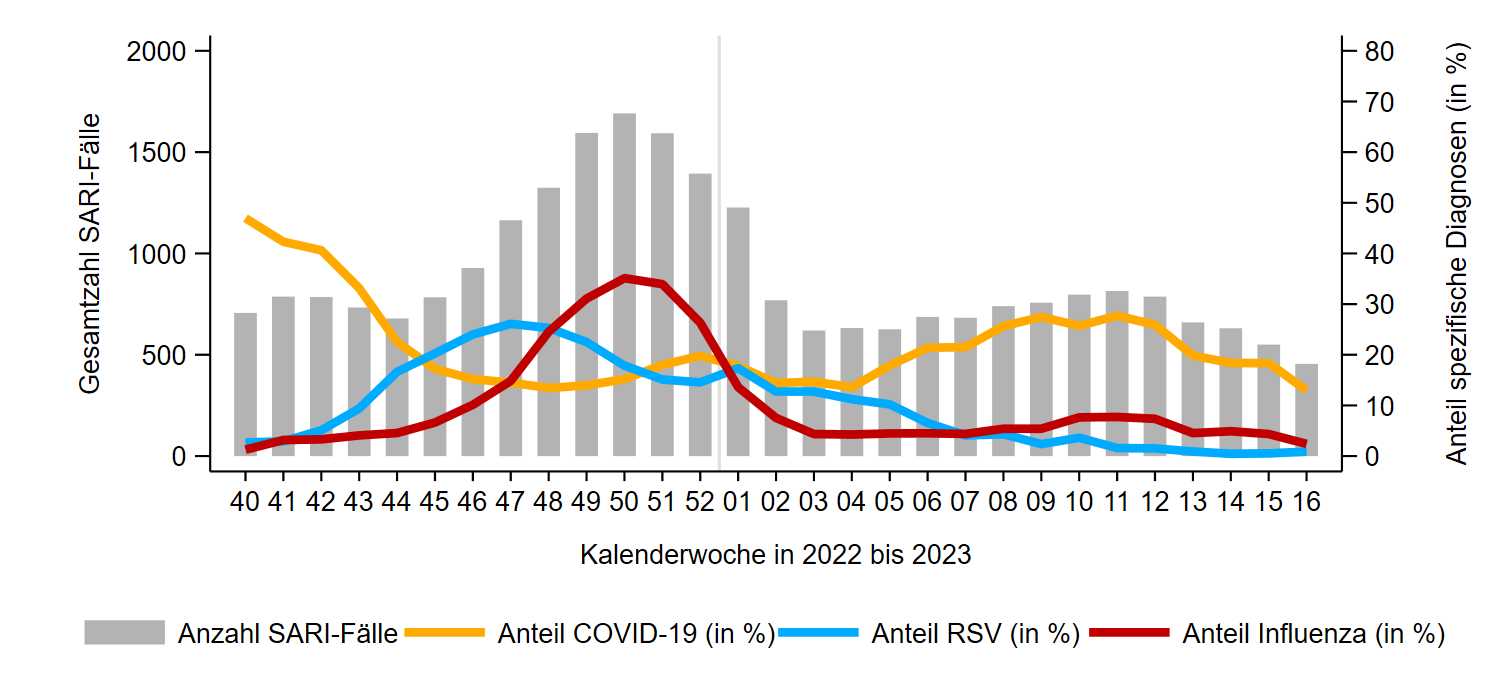 Gesamtzahl SARI-Fälle
2000
1500
1000
500
0
80
70
60
50
40
30
20
10
0
Anteil spezifische Diagnosen (in %)
40 41 42 43 44 45 46 47 48 49 50 51 52 01 02 03 04 05 06 07 08 09 10 11 12 13 14 15 16
Kalenderwoche in 2022 bis 2023
Anzahl SARI-Fälle Anteil COVID-19 (in %) Anteil RSV (in %) Anteil Influenza (in %)